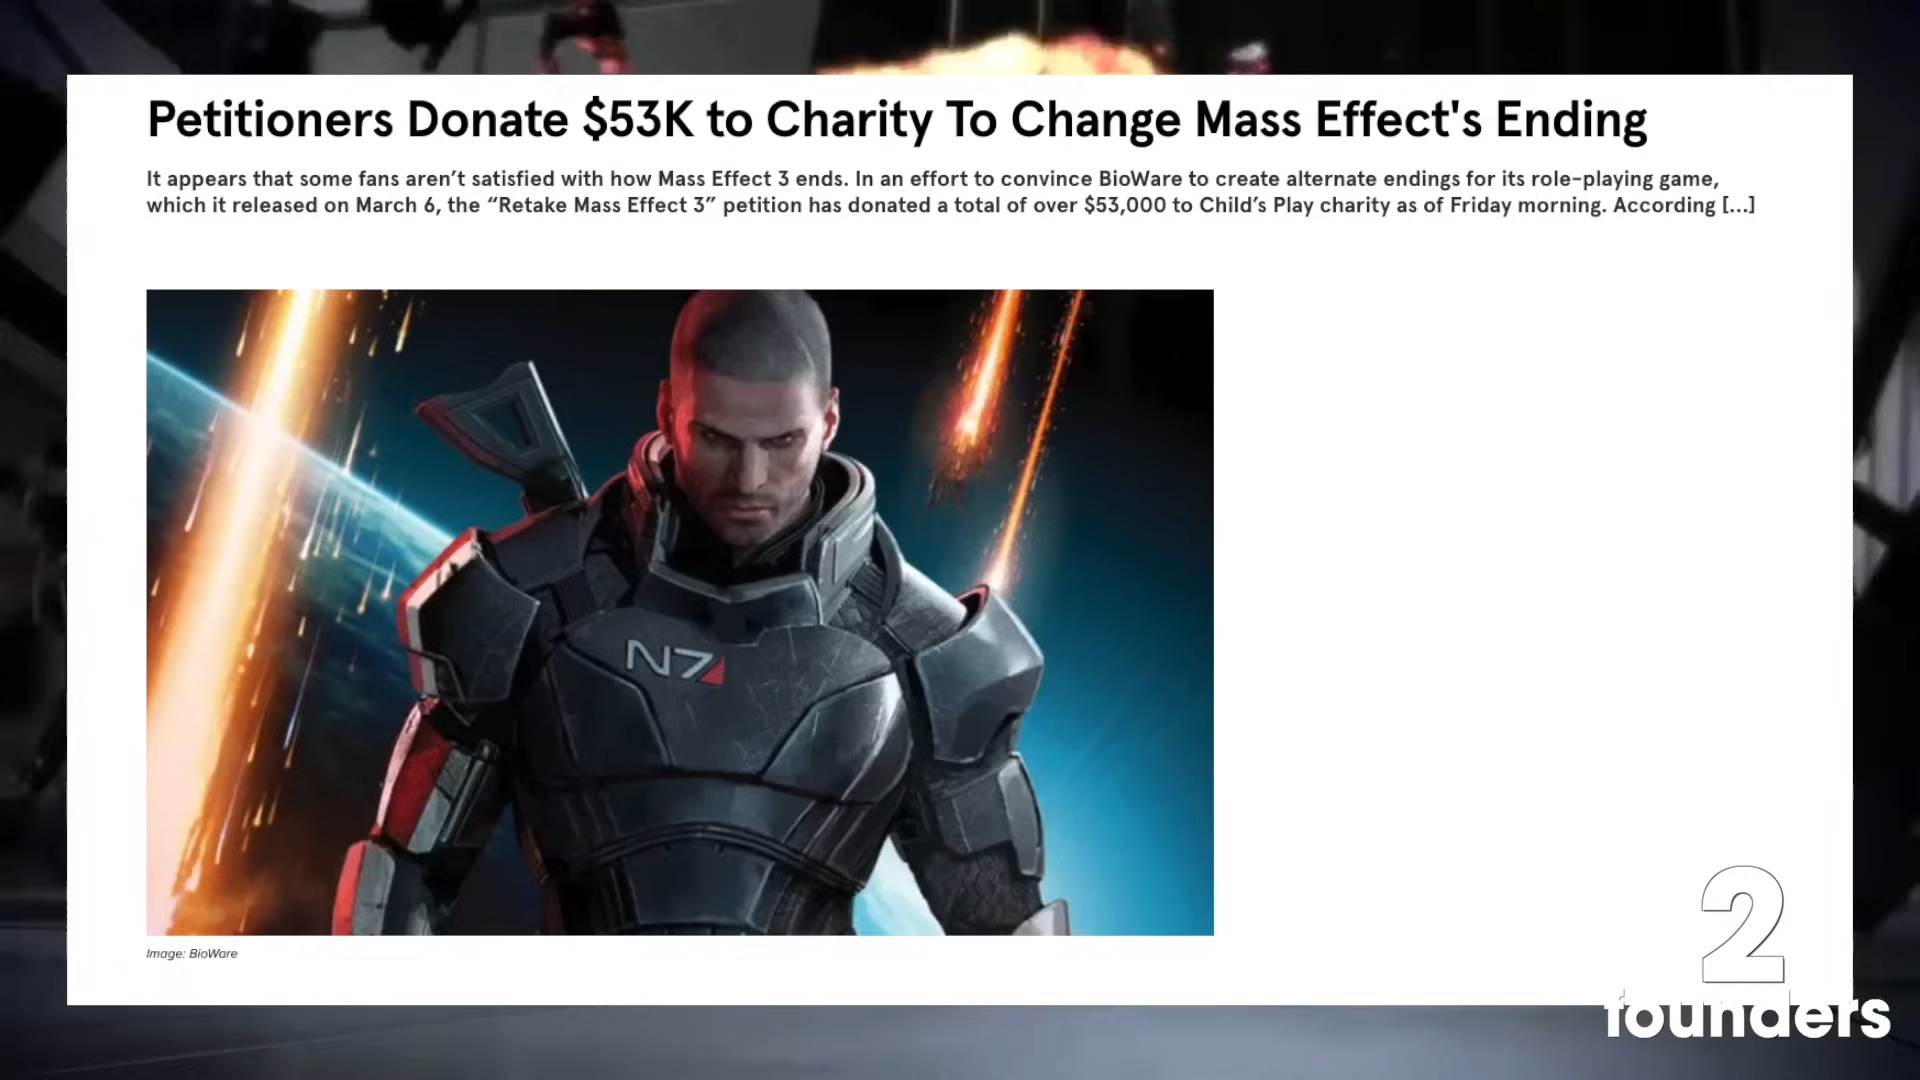 Petitioners Donate $53K to Charity To Change Mass Effect's Ending
It appears that some fans aren’t satisfied with how Mass Effect 3 ends. In an effort to convince BioWare to create alternate endings for its role-playing game,
which it released on March 6, the “Retake Mass Effect 3” petition has donated a total of over $53,000 to Child’s Play charity as of Friday morning. According [...]
N7
Image: BioWare
2
founders